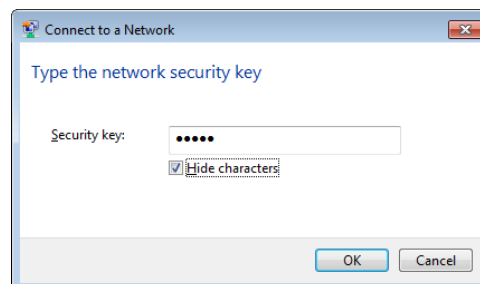 Connect to a Network
Type the network security key
Security key: •••••
Hide characters
OK Cancel